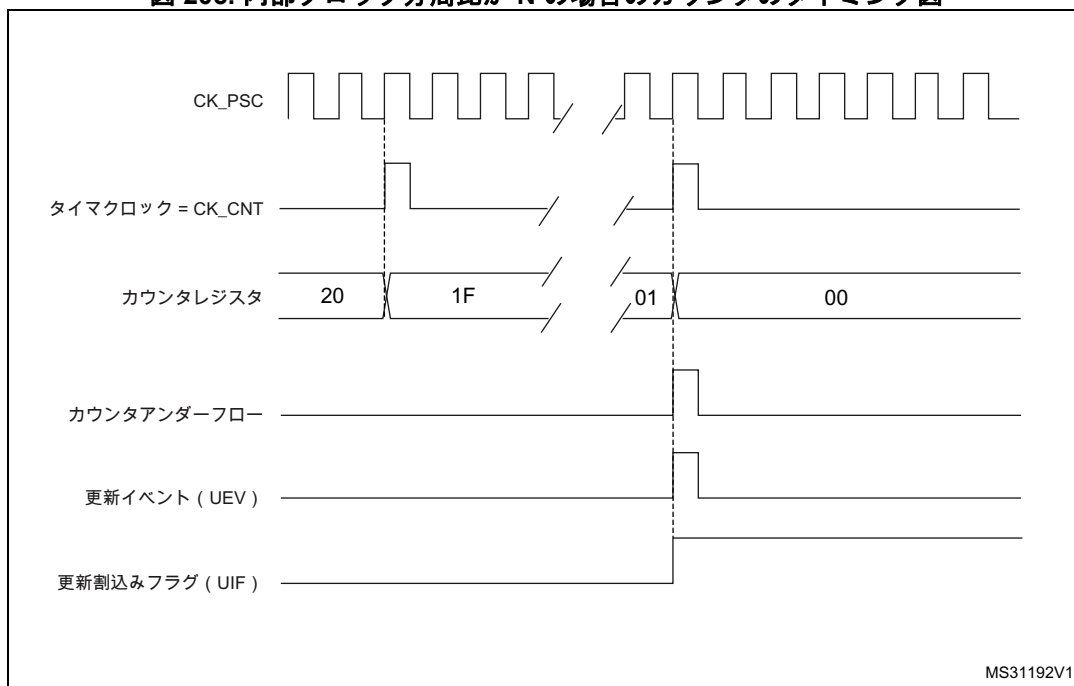 CK_PSC
タイマクロック = CK_CNT
カウンタレジスタ 20 1F 01 00
カウンタアンダーフロー
更新イベント ( UEV )
更新割込みフラグ ( UIF )
MS31192V1